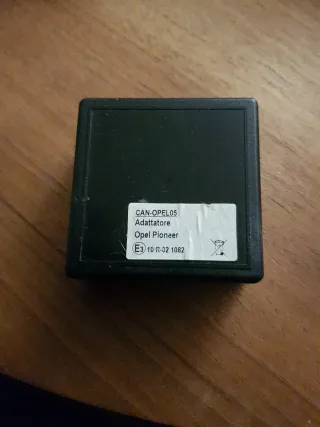 CAN-OPEL05
Adattatore
Opel Pioneer
E3 10 R-02 1082